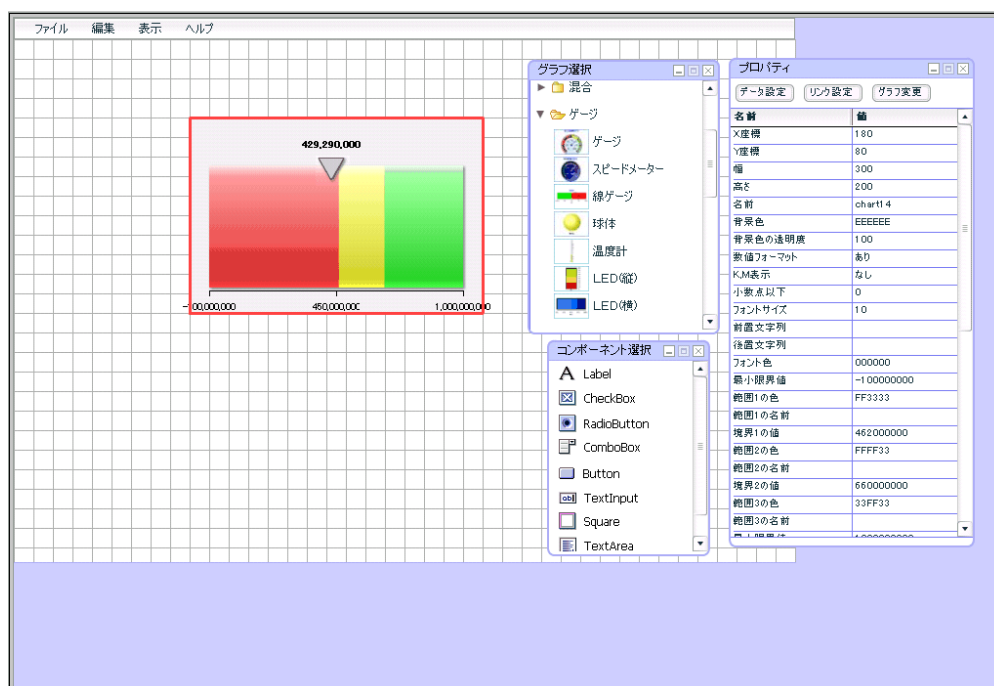 ファイル 編集 表示 ヘルプ
429,290,000
-100,000,000 450,000,000 1,000,000,000
グラフ選択
混合
ゲージ
ゲージ
スピードメーター
線ゲージ
球体
温度計
LED(縦)
LED(横)
コンポーネント選択
A Label
CheckBox
RadioButton
ComboBox
Button
abl TextInput
Square
TextArea
プロパティ
データ設定 リンク設定 グラフ変更
名前 値
X座標 180
Y座標 80
幅 300
高さ 200
名前 chart14
背景色 EEEEEE
背景色の透明度 100
数値フォーマット あり
K,M表示 なし
小数点以下 0
フォントサイズ 10
前置文字列
後置文字列
フォント色 000000
最小限界値 -100000000
範囲1の色 FF3333
範囲1の名前
境界1の値 462000000
範囲2の色 FFFF33
範囲2の名前
境界2の値 660000000
範囲3の色 33FF33
範囲3の名前